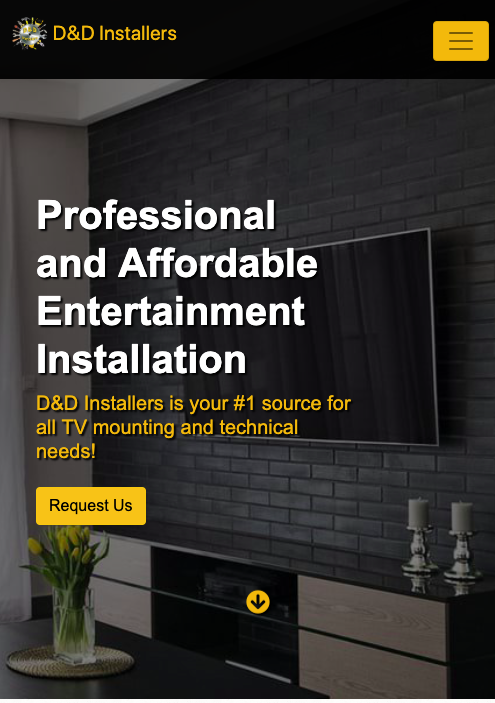 D&D Installers
Professional
and Affordable
Entertainment
Installation
D&D Installers is your #1 source for
all TV mounting and technical
needs!
Request Us